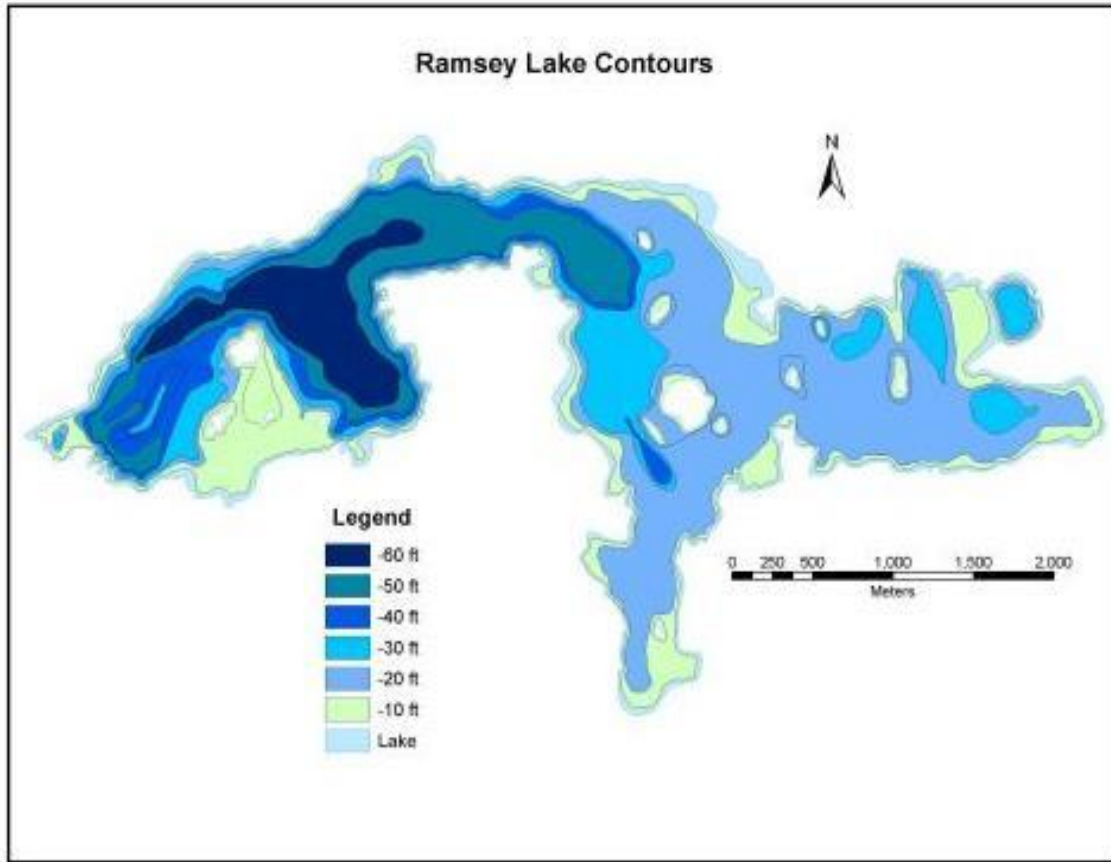 Ramsey Lake Contours
N
Legend
-60 ft
-50 ft
-40 ft
-30 ft
-20 ft
-10 ft
Lake
0 250 500 1,000 1,500 2,000
Meters